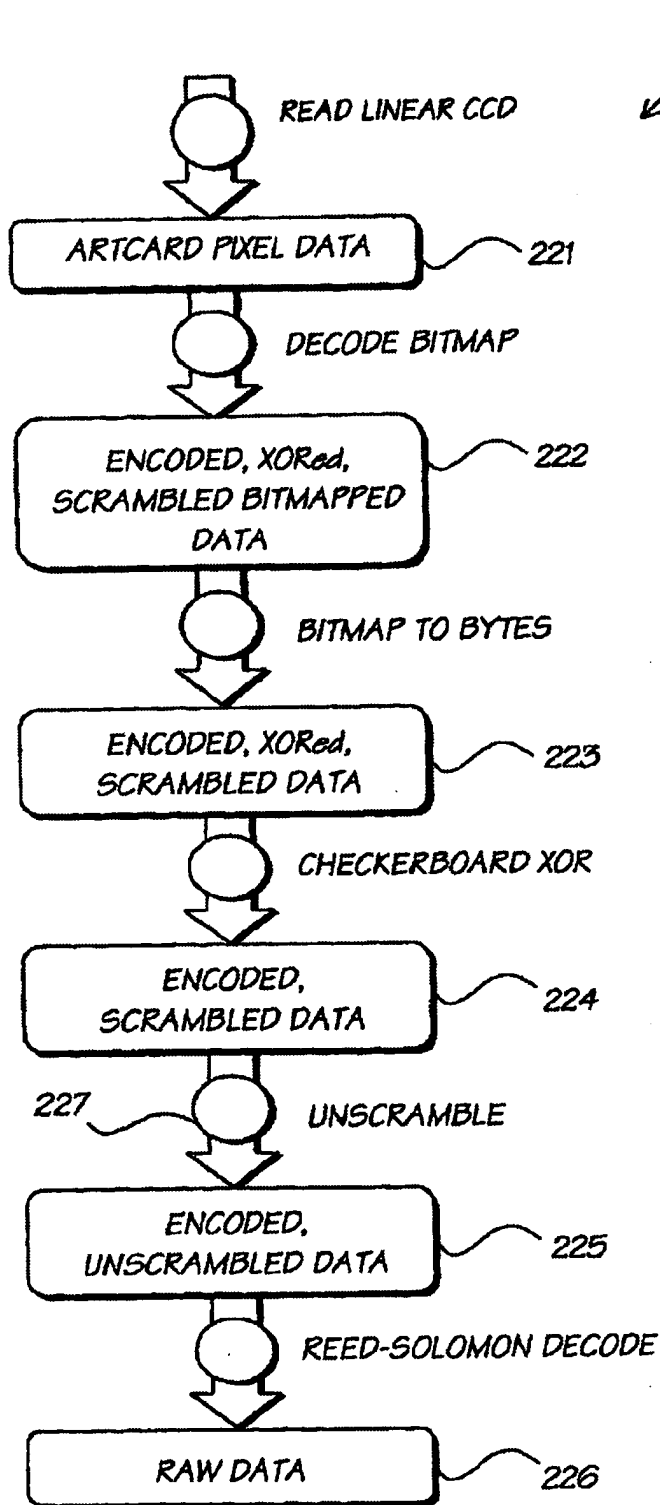 READ LINEAR CCD
ARTCARD PIXEL DATA
221
DECODE BITMAP
ENCODED, XORed,
SCRAMBLED BITMAPPED
DATA
222
BITMAP TO BYTES
ENCODED, XORed,
SCRAMBLED DATA
223
CHECKERBOARD XOR
ENCODED,
SCRAMBLED DATA
224
227
UNSCRAMBLE
ENCODED,
UNSCRAMBLED DATA
225
REED-SOLOMON DECODE
RAW DATA
226